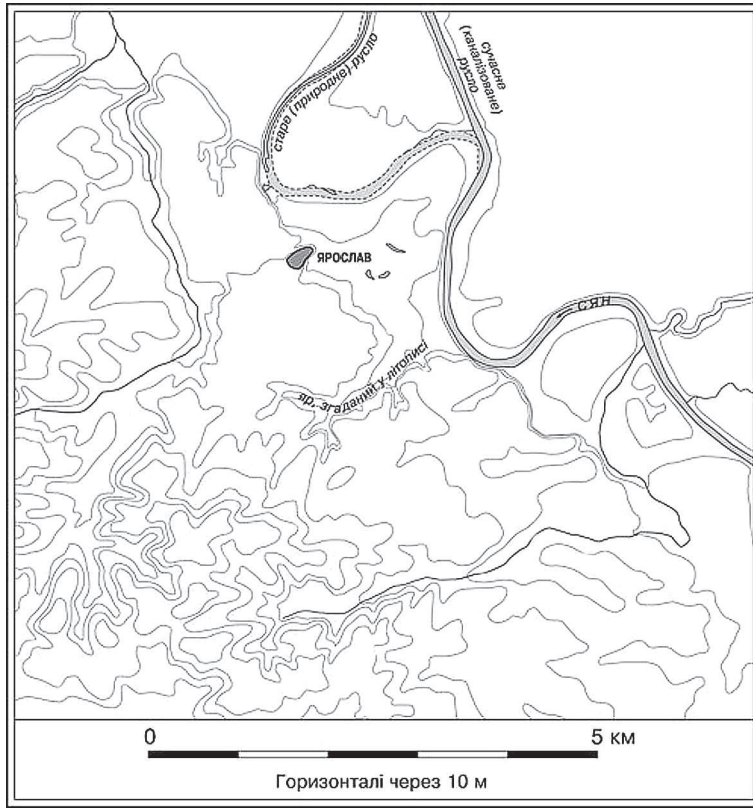 старе (природне) русло
сучасне
(каналізоване)
русло
ЯРОСЛАВ
СЯН
яр, згаданий у літописі
0
5 км
Горизонталі через 10 м